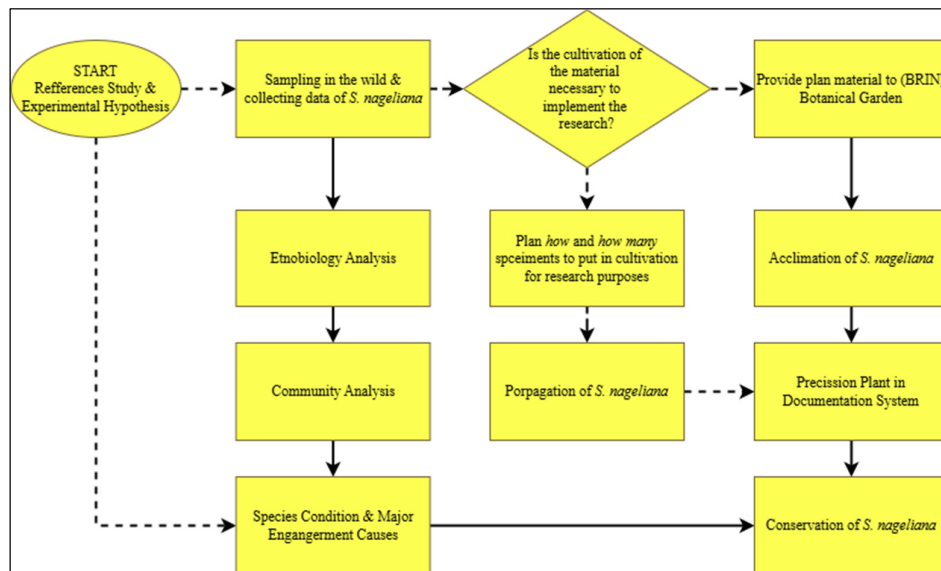 START
Refferences Study &
Experimental Hypothesis
Sampling in the wild &
collecting data of S. nageliana
Is the cultivation of
the material
necessary to
implement the
research?
Provide plan material to (BRIN)
Botanical Garden
Etnobiology Analysis
Plan how and how many
spceiments to put in cultivation
for research purposes
Acclimation of S. nageliana
Community Analysis
Porpagation of S. nageliana
Precission Plant in
Documentation System
Species Condition & Major
Engangerment Causes
Conservation of S. nageliana